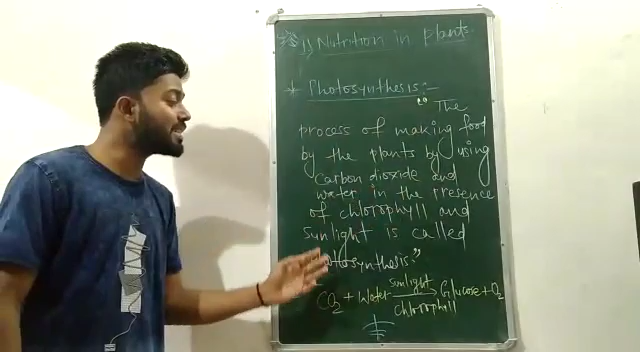 1) Nutrition in plants
* Photosynthesis:-
"The
process of making food
by the plants by using
Carbon dioxide and
water in the presence
of chlorophyll and
Sunlight is called
Photosynthesis."
CO2 + Water sunlight chlorophyll → Glucose + O2